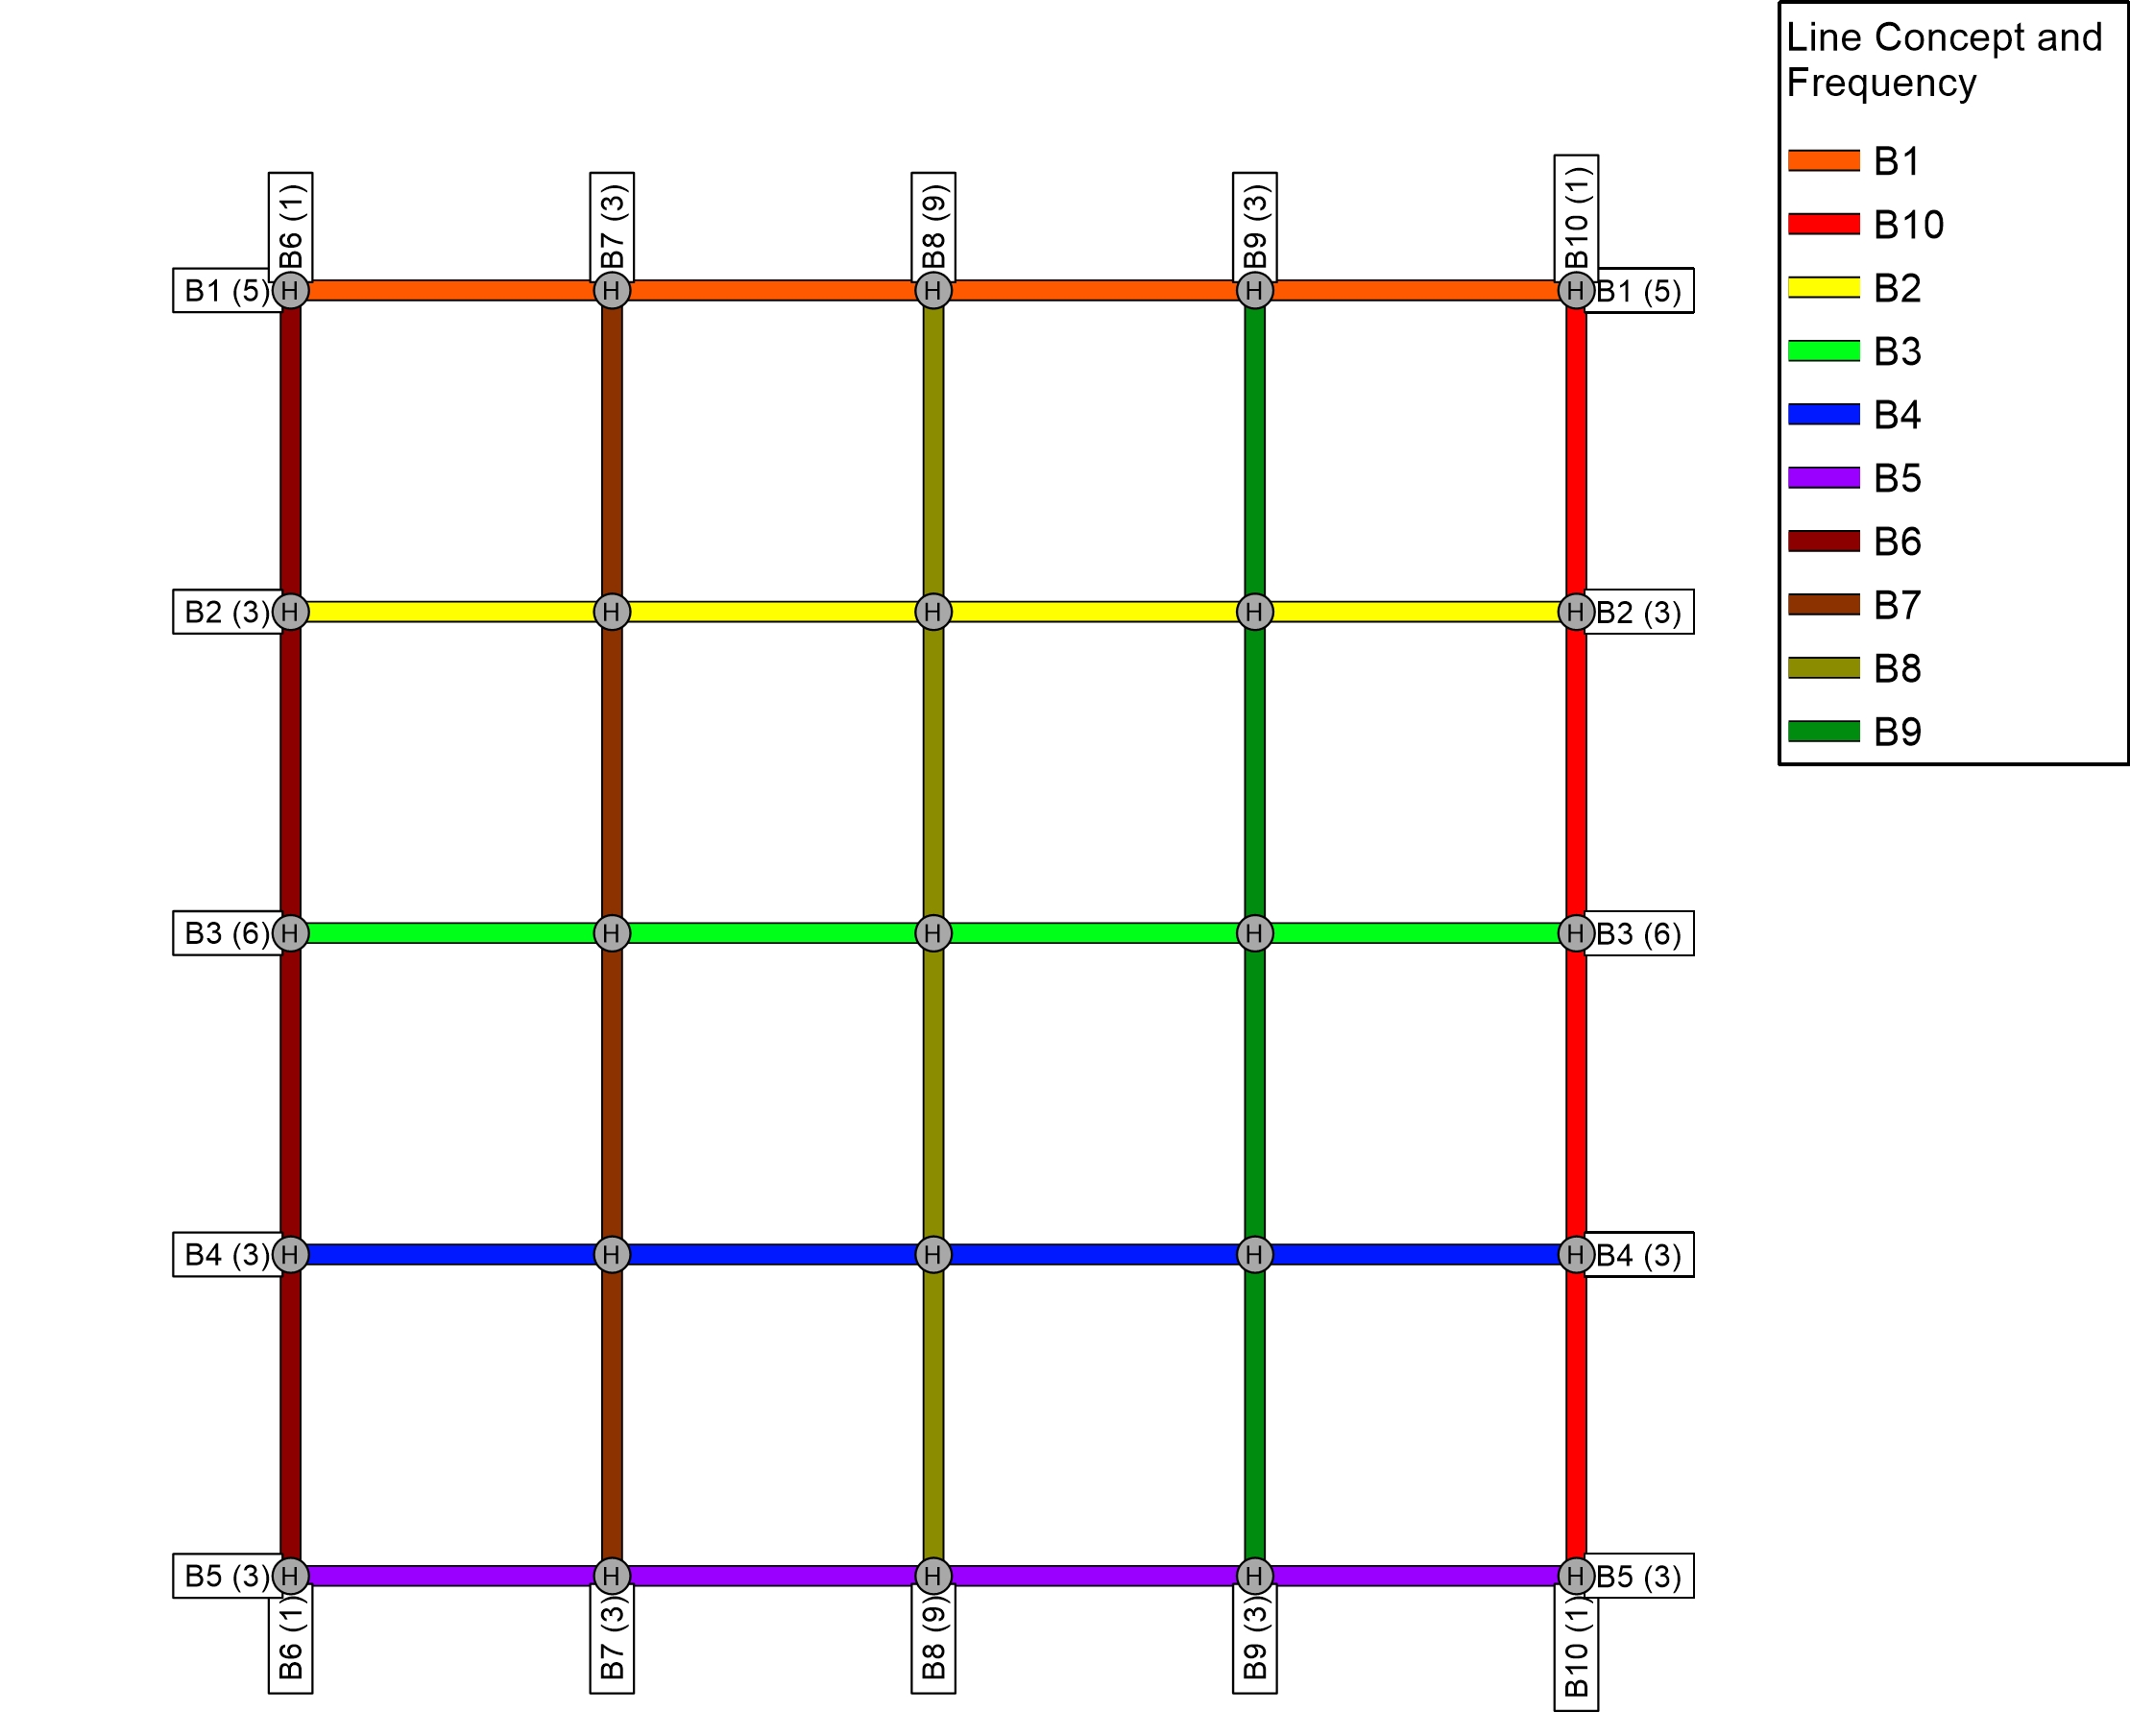 Line Concept and
Frequency
B1
B10
B2
B3
B4
B5
B6
B7
B8
B9
B6 (1)
B7 (3)
B8 (9)
B9 (3)
B10 (1)
B1 (5)
H
H
H
H
H
B1 (5)
B2 (3)
H
H
H
H
H
B2 (3)
B3 (6)
H
H
H
H
H
B3 (6)
B4 (3)
H
H
H
H
H
B4 (3)
B5 (3)
H
H
H
H
H
B5 (3)
B6 (1)
B7 (3)
B8 (9)
B9 (3)
B10 (1)